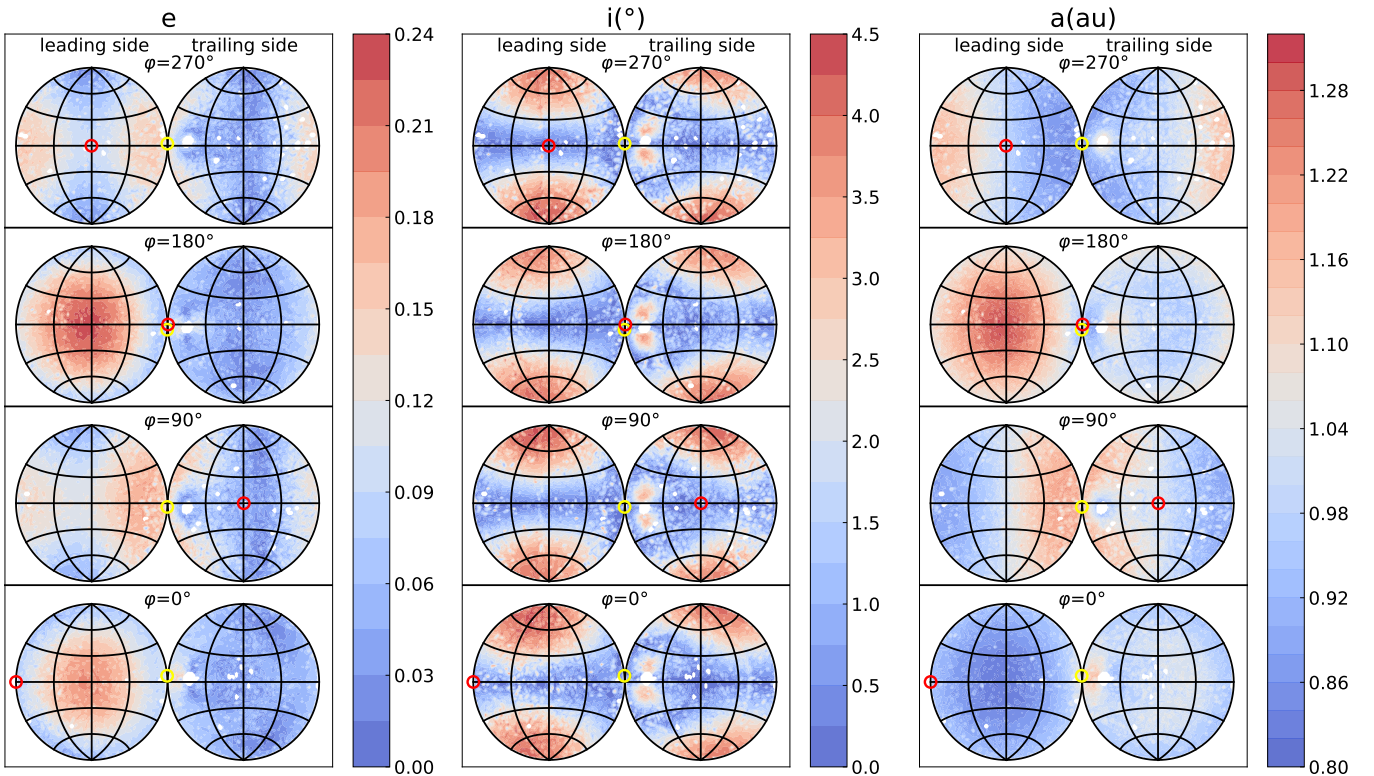 e
leading side trailing side
φ=270°
φ=180°
φ=90°
φ=0°
0.24
0.21
0.18
0.15
0.12
0.09
0.06
0.03
0.00
i(°)
leading side trailing side
φ=270°
φ=180°
φ=90°
φ=0°
4.5
4.0
3.5
3.0
2.5
2.0
1.5
1.0
0.5
0.0
a(au)
leading side trailing side
φ=270°
φ=180°
φ=90°
φ=0°
1.28
1.22
1.16
1.10
1.04
0.98
0.92
0.86
0.80